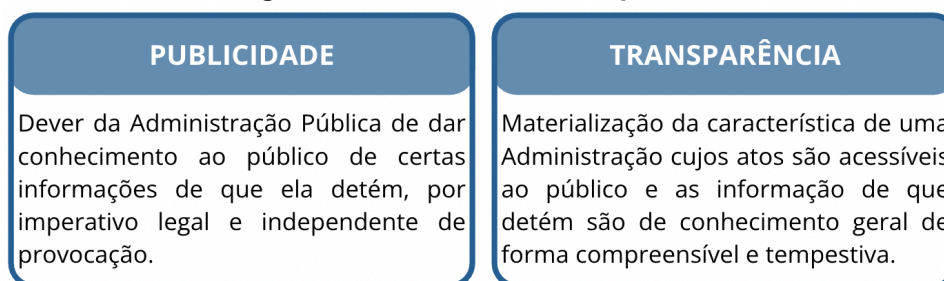 PUBLICIDADE
Dever da Administração Pública de dar
conhecimento ao público de certas
informações de que ela detém, por
imperativo legal e independente de
provocação.
TRANSPARÊNCIA
Materialização da característica de uma
Administração cujos atos são acessíveis
ao público e as informação de que
detém são de conhecimento geral de
forma compreensível e tempestiva.